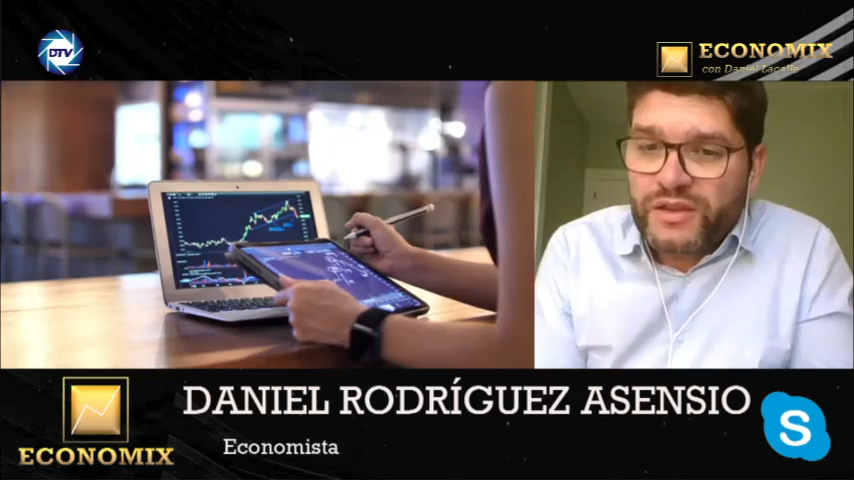 DTV
ECONOMIX
con Daniel Lacalle
DANIEL RODRÍGUEZ ASENSIO
Economista
ECONOMIX
S